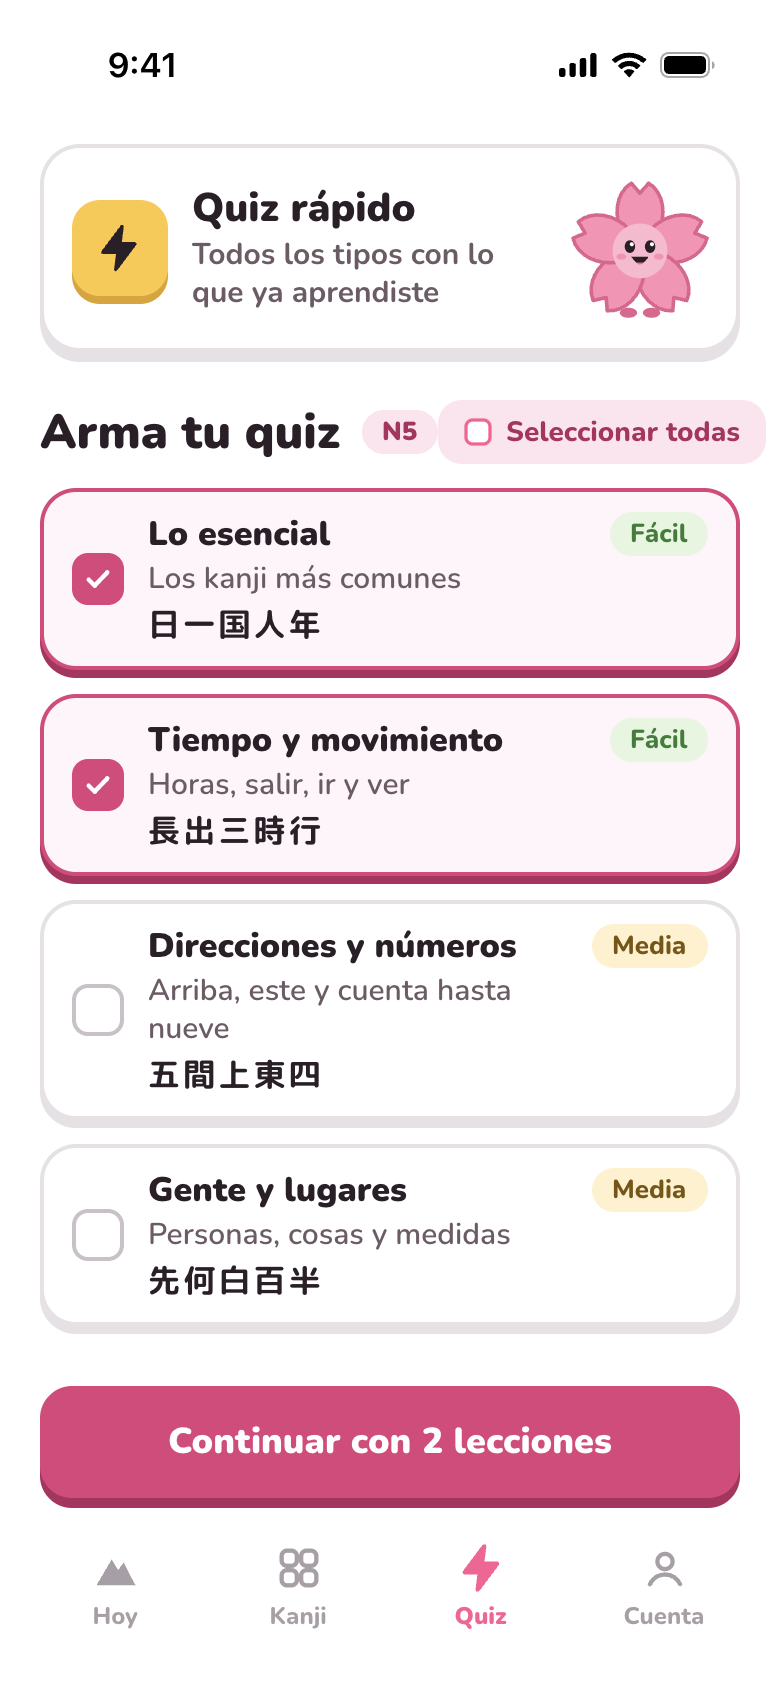 9:41
Quiz rápido
Todos los tipos con lo
que ya aprendiste
Arma tu quiz N5 Seleccionar todas
Lo esencial Fácil
Los kanji más comunes
日一国人年
Tiempo y movimiento Fácil
Horas, salir, ir y ver
長出三時行
Direcciones y números Media
Arriba, este y cuenta hasta
nueve
五間上東四
Gente y lugares Media
Personas, cosas y medidas
先何白百半
Continuar con 2 lecciones
Hoy Kanji Quiz Cuenta